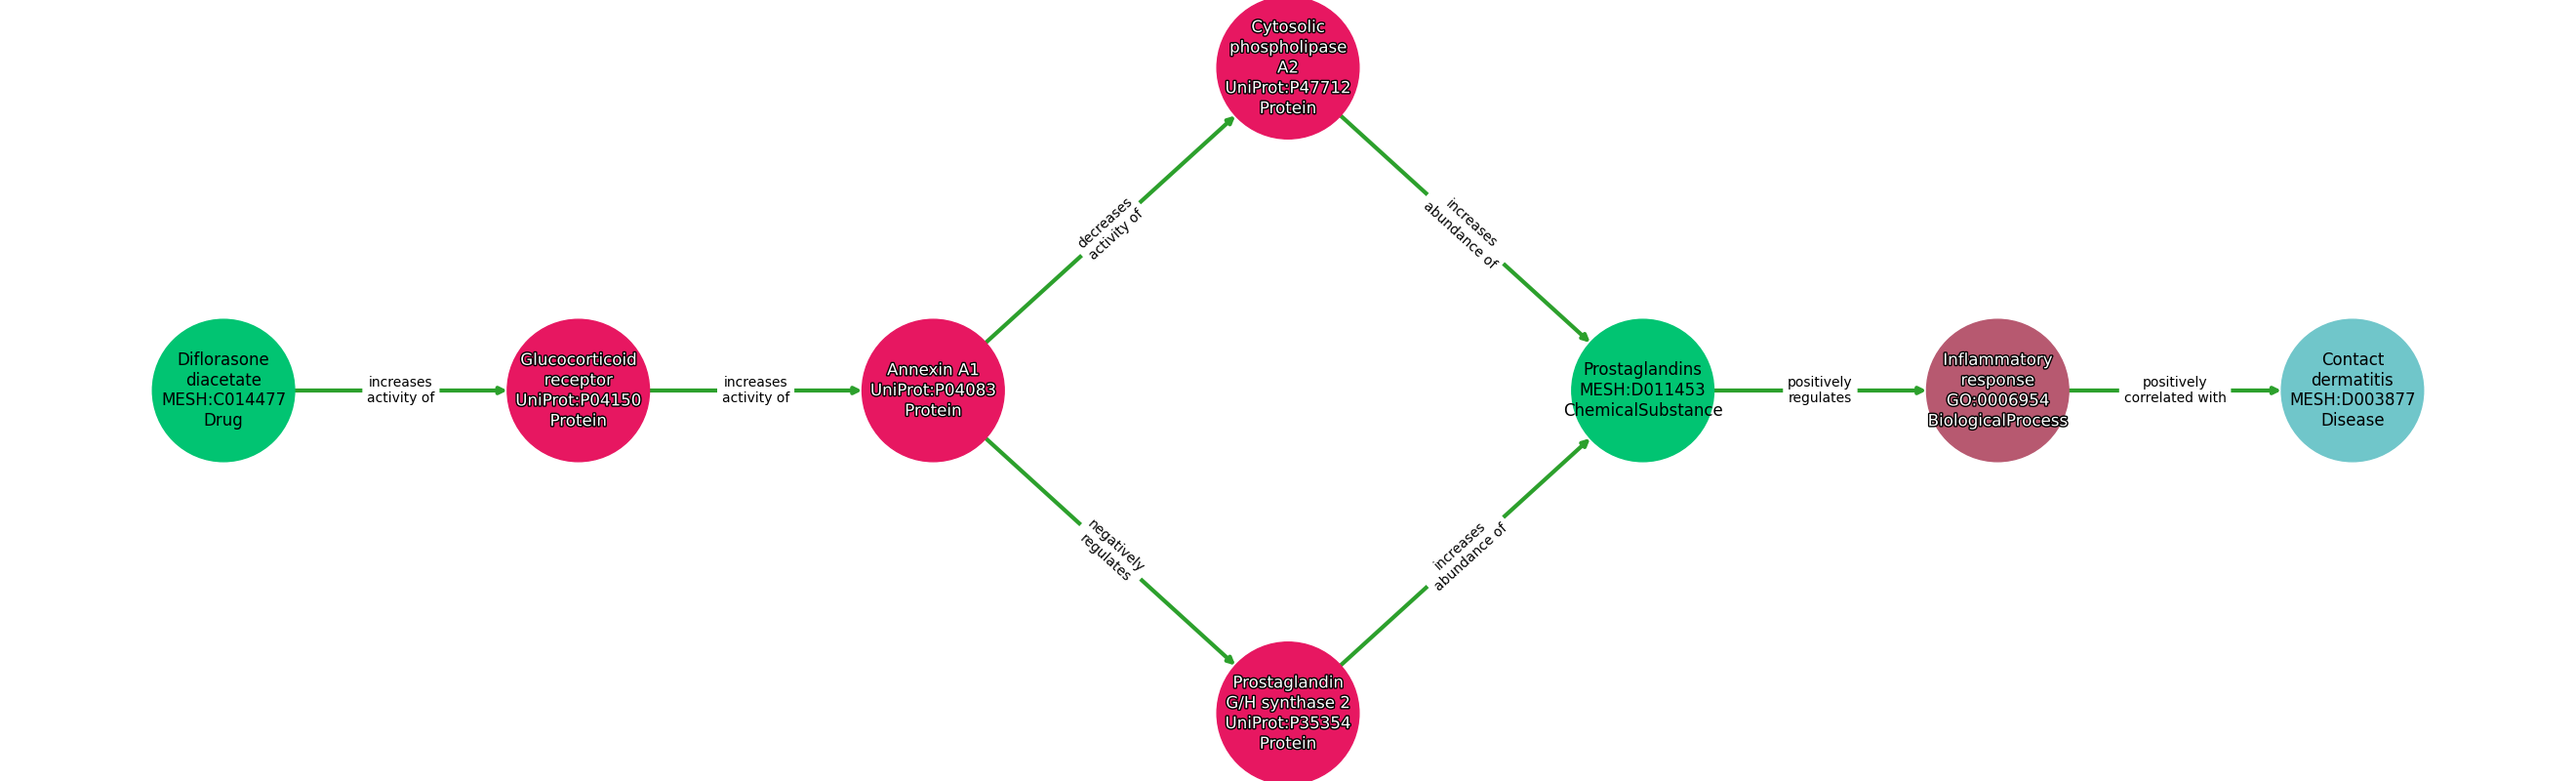 Cytosolic
phospholipase
A2
UniProt:P47712
Protein
decreases
activity of
increases
abundance of
Diflorasone
diacetate
MESH:C014477
Drug
increases
activity of
Glucocorticoid
receptor
UniProt:P04150
Protein
increases
activity of
Annexin A1
UniProt:P04083
Protein
Prostaglandins
MESH:D011453
ChemicalSubstance
positively
regulates
Inflammatory
response
GO:0006954
BiologicalProcess
positively
correlated with
Contact
dermatitis
MESH:D003877
Disease
negatively
regulates
increases
abundance of
Prostaglandin
G/H synthase 2
UniProt:P35354
Protein